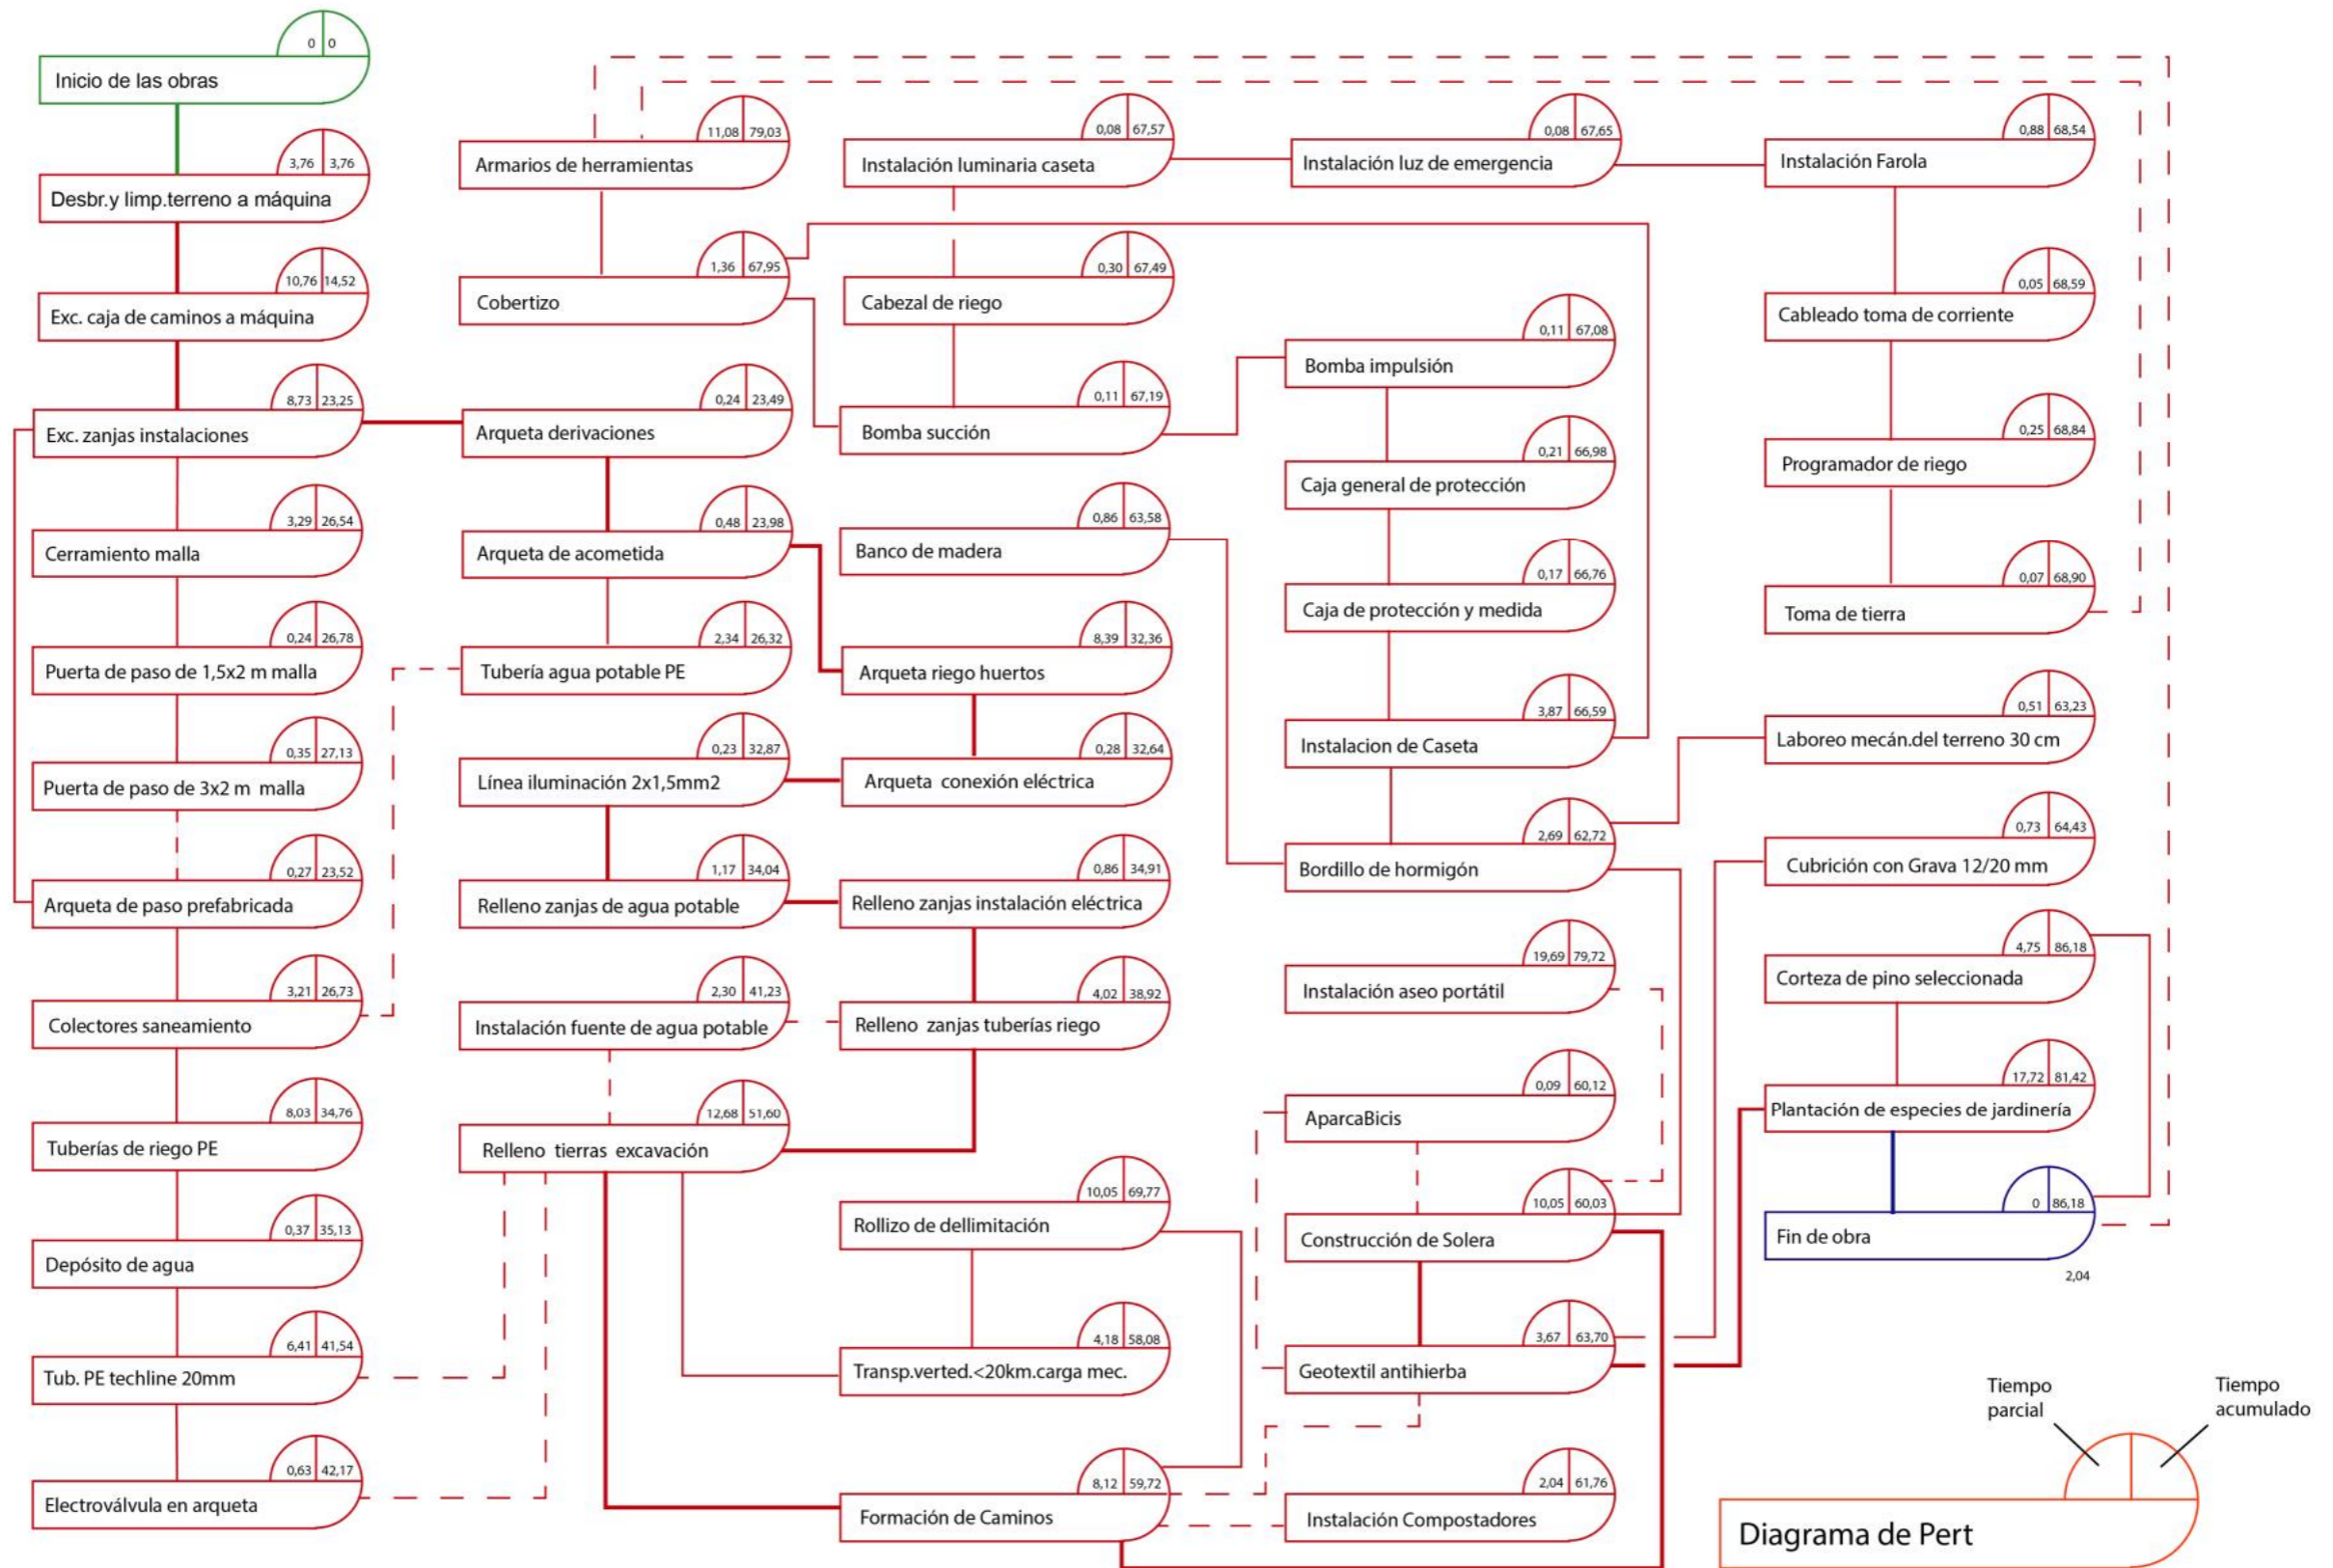 0 0
Inicio de las obras
3,76 3,76
Desbr.y limp.terreno a máquina
10,76 14,52
Exc. caja de caminos a máquina
8,73 23,25
Exc. zanjas instalaciones
3,29 26,54
Cerramiento malla
0,24 26,78
Puerta de paso de 1,5x2 m malla
0,35 27,13
Puerta de paso de 3x2 m malla
0,27 23,52
Arqueta de paso prefabricada
3,21 26,73
Colectores saneamiento
8,03 34,76
Tuberías de riego PE
0,37 35,13
Depósito de agua
6,41 41,54
Tub. PE techline 20mm
0,63 42,17
Electroválvula en arqueta
11,08 79,03
Armarios de herramientas
1,36 67,95
Cobertizo
0,24 23,49
Arqueta derivaciones
0,48 23,98
Arqueta de acometida
2,34 26,32
Tubería agua potable PE
0,23 32,87
Línea iluminación 2x1,5mm2
1,17 34,04
Relleno zanjas de agua potable
2,30 41,23
Instalación fuente de agua potable
12,68 51,60
Relleno tierras excavación
0,08 67,57
Instalación luminaria caseta
0,30 67,49
Cabezal de riego
0,11 67,19
Bomba succión
0,86 63,58
Banco de madera
8,39 32,36
Arqueta riego huertos
0,28 32,64
Arqueta conexión eléctrica
0,86 34,91
Relleno zanjas instalación eléctrica
4,02 38,92
Relleno zanjas tuberías riego
10,05 69,77
Rollizo de dellimitación
4,18 58,08
Transp.verted.<20km.carga mec.
8,12 59,72
Formación de Caminos
0,08 67,65
Instalación luz de emergencia
0,11 67,08
Bomba impulsión
0,21 66,98
Caja general de protección
0,17 66,76
Caja de protección y medida
3,87 66,59
Instalacion de Caseta
2,69 62,72
Bordillo de hormigón
19,69 79,72
Instalación aseo portátil
0,09 60,12
AparcaBicis
10,05 60,03
Construcción de Solera
3,67 63,70
Geotextil antihierba
2,04 61,76
Instalación Compostadores
0,88 68,54
Instalación Farola
0,05 68,59
Cableado toma de corriente
0,25 68,84
Programador de riego
0,07 68,90
Toma de tierra
0,51 63,23
Laboreo mecán.del terreno 30 cm
0,73 64,43
Cubrición con Grava 12/20 mm
4,75 86,18
Corteza de pino seleccionada
17,72 81,42
Plantación de especies de jardinería
0 86,18
Fin de obra
2,04
Tiempo
parcial
Tiempo
acumulado
Diagrama de Pert